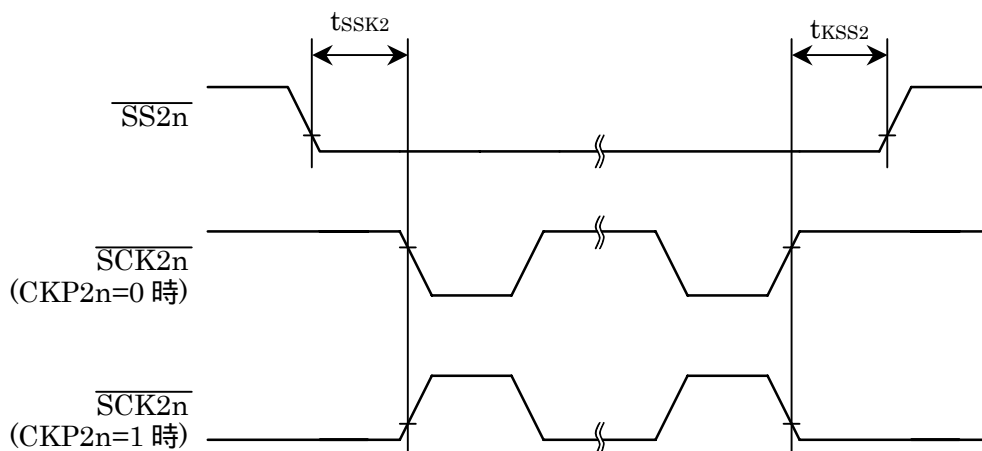 tSSK2
tKSS2
SS2n
SCK2n
(CKP2n=0 時)
SCK2n
(CKP2n=1 時)